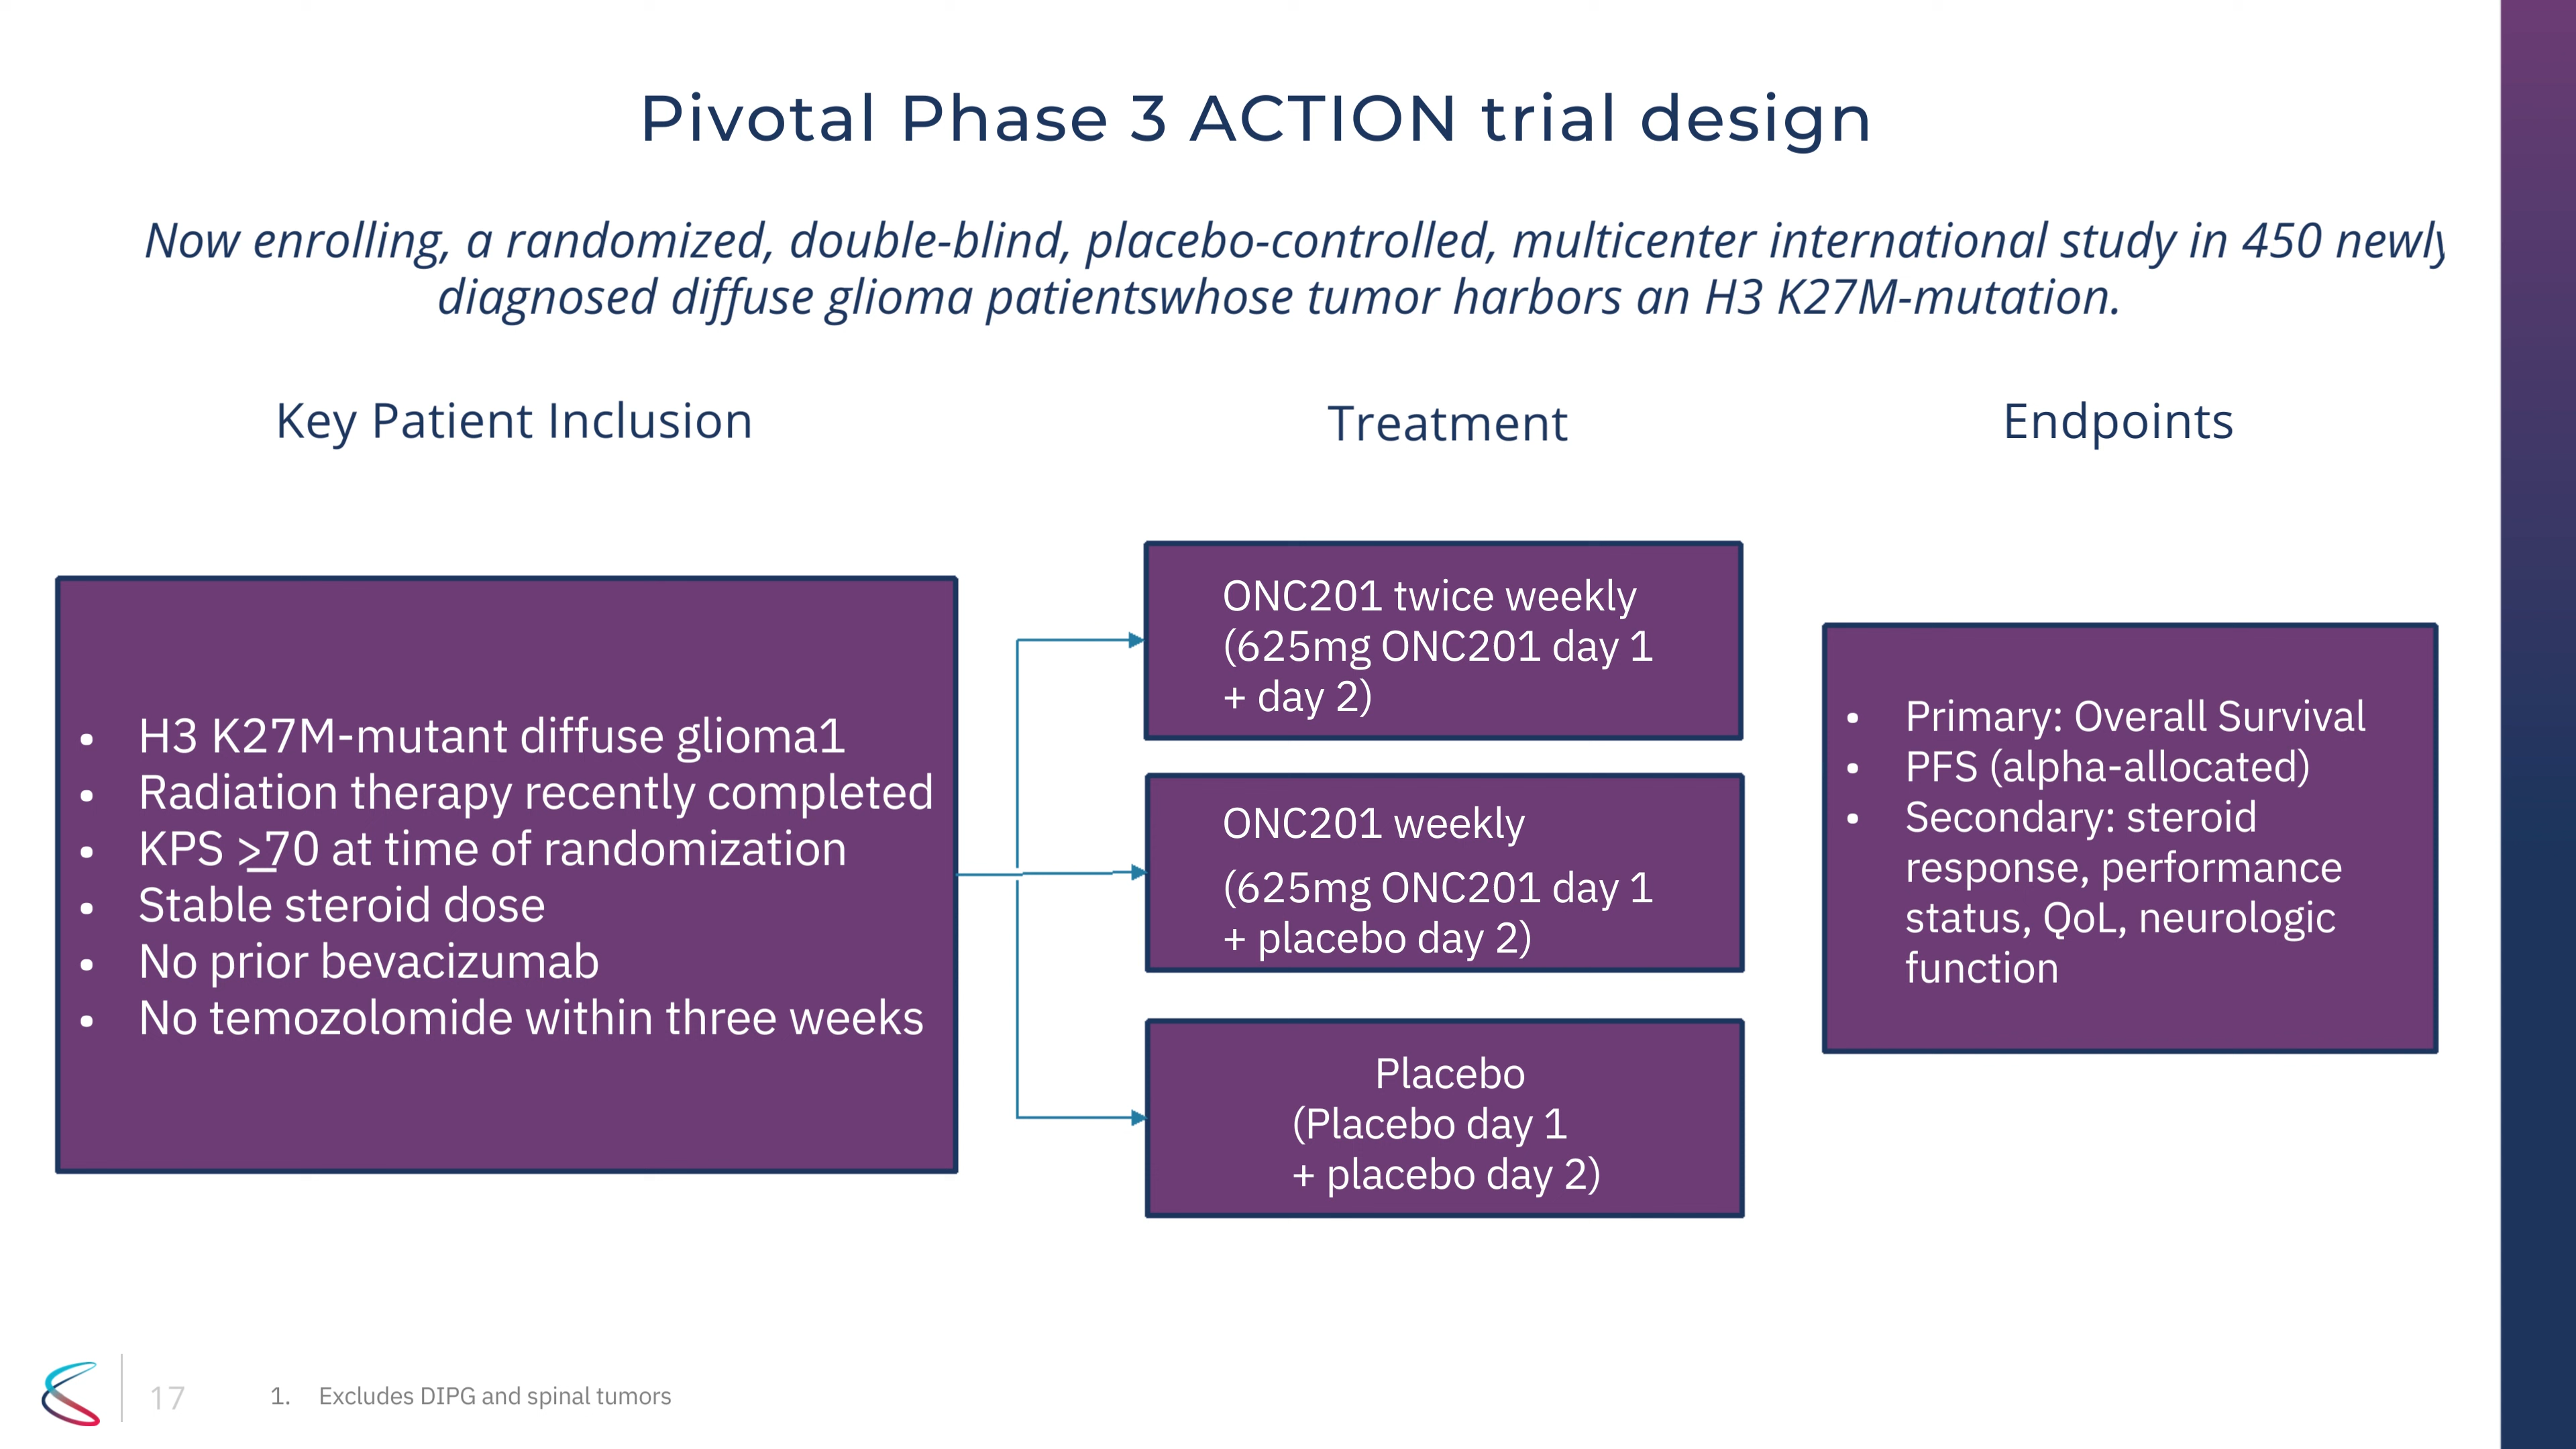 Pivotal Phase 3 ACTION trial design
Now enrolling, a randomized, double-blind, placebo-controlled, multicenter international study in 450 newly
diagnosed diffuse glioma patientswhose tumor harbors an H3 K27M-mutation.
Key Patient Inclusion
• H3 K27M-mutant diffuse glioma1
• Radiation therapy recently completed
• KPS >70 at time of randomization
• Stable steroid dose
• No prior bevacizumab
• No temozolomide within three weeks
Treatment
ONC201 twice weekly
(625mg ONC201 day 1
+ day 2)
ONC201 weekly
(625mg ONC201 day 1
+ placebo day 2)
Placebo
(Placebo day 1
+ placebo day 2)
Endpoints
• Primary: Overall Survival
• PFS (alpha-allocated)
• Secondary: steroid
response, performance
status, QoL, neurologic
function
17
1. Excludes DIPG and spinal tumors